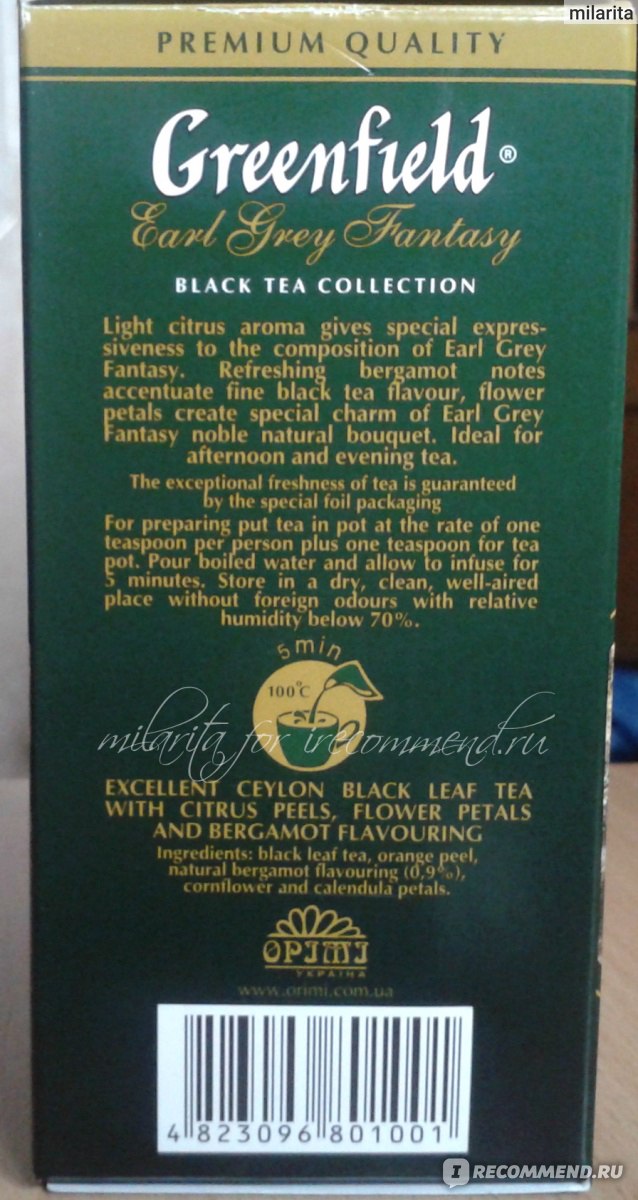 milarita
PREMIUM QUALITY
Greenfield®
Earl Grey Fantasy
BLACK TEA COLLECTION
Light citrus aroma gives special expres-
siveness to the composition of Earl Grey
Fantasy. Refreshing bergamot notes
accentuate fine black tea flavour, flower
petals create special charm of Earl Grey
Fantasy noble natural bouquet. Ideal for
afternoon and evening tea.
The exceptional freshness of tea is guaranteed
by the special foil packaging
For preparing put tea in pot at the rate of one
teaspoon per person plus one teaspoon for tea
pot. Pour boiled water and allow to infuse for
5 minutes. Store in a dry, clean, well-aired
place without foreign odours with relative
humidity below 70%.
5 min
100°C
milarita for irecommend.ru
EXCELLENT CEYLON BLACK LEAF TEA
WITH CITRUS PEELS, FLOWER PETALS
AND BERGAMOT FLAVOURING
Ingredients: black leaf tea, orange peel,
natural bergamot flavouring (0,9%),
cornflower and calendula petals.
ОРІМІ
УКРАЇНА
www.orimi.com.ua
4 823096 801001
I RECOMMEND.RU